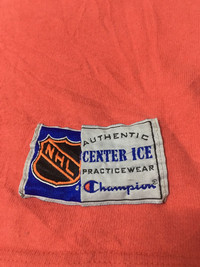 NHL
AUTHENTIC
CENTER ICE
PRACTICEWEAR
Champion